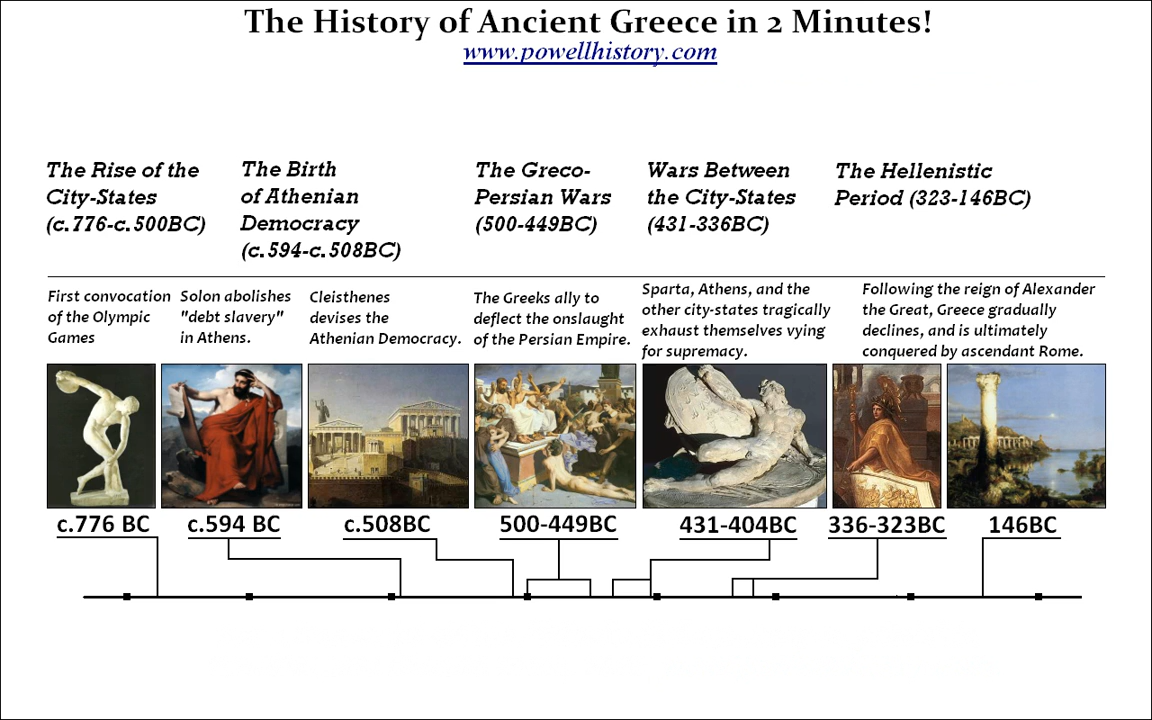 The History of Ancient Greece in 2 Minutes!
www.powellhistory.com
The Rise of the
City-States
(c.776-c.500BC)
The Birth
of Athenian
Democracy
(c.594-c.508BC)
The Greco-
Persian Wars
(500-449BC)
Wars Between
the City-States
(431-336BC)
The Hellenistic
Period (323-146BC)
First convocation
of the Olympic
Games
Solon abolishes
"debt slavery"
in Athens.
Cleisthenes
devises the
Athenian Democracy.
The Greeks ally to
deflect the onslaught
of the Persian Empire.
Sparta, Athens, and the
other city-states tragically
exhaust themselves vying
for supremacy.
Following the reign of Alexander
the Great, Greece gradually
declines, and is ultimately
conquered by ascendant Rome.
c.776 BC
c.594 BC
c.508BC
500-449BC
431-404BC
336-323BC
146BC